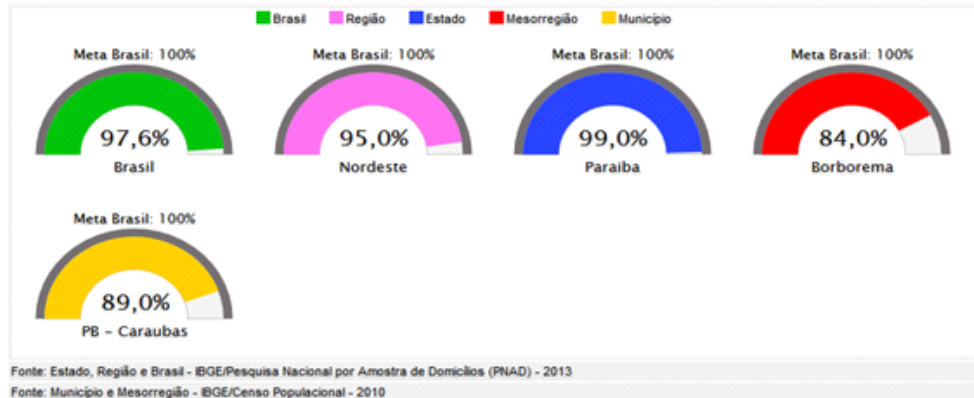 Brasil Região Estado Mesorregião Município
Meta Brasil: 100% Meta Brasil: 100% Meta Brasil: 100% Meta Brasil: 100%
97,6% 95,0% 99,0% 84,0%
Brasil Nordeste Paraiba Borborema
Meta Brasil: 100%
89,0%
PB - Caraubas
Fonte: Estado, Região e Brasil - IBGE/Pesquisa Nacional por Amostra de Domicílios (PNAD) - 2013
Fonte: Município e Mesorregião - IBGE/Censo Populacional - 2010